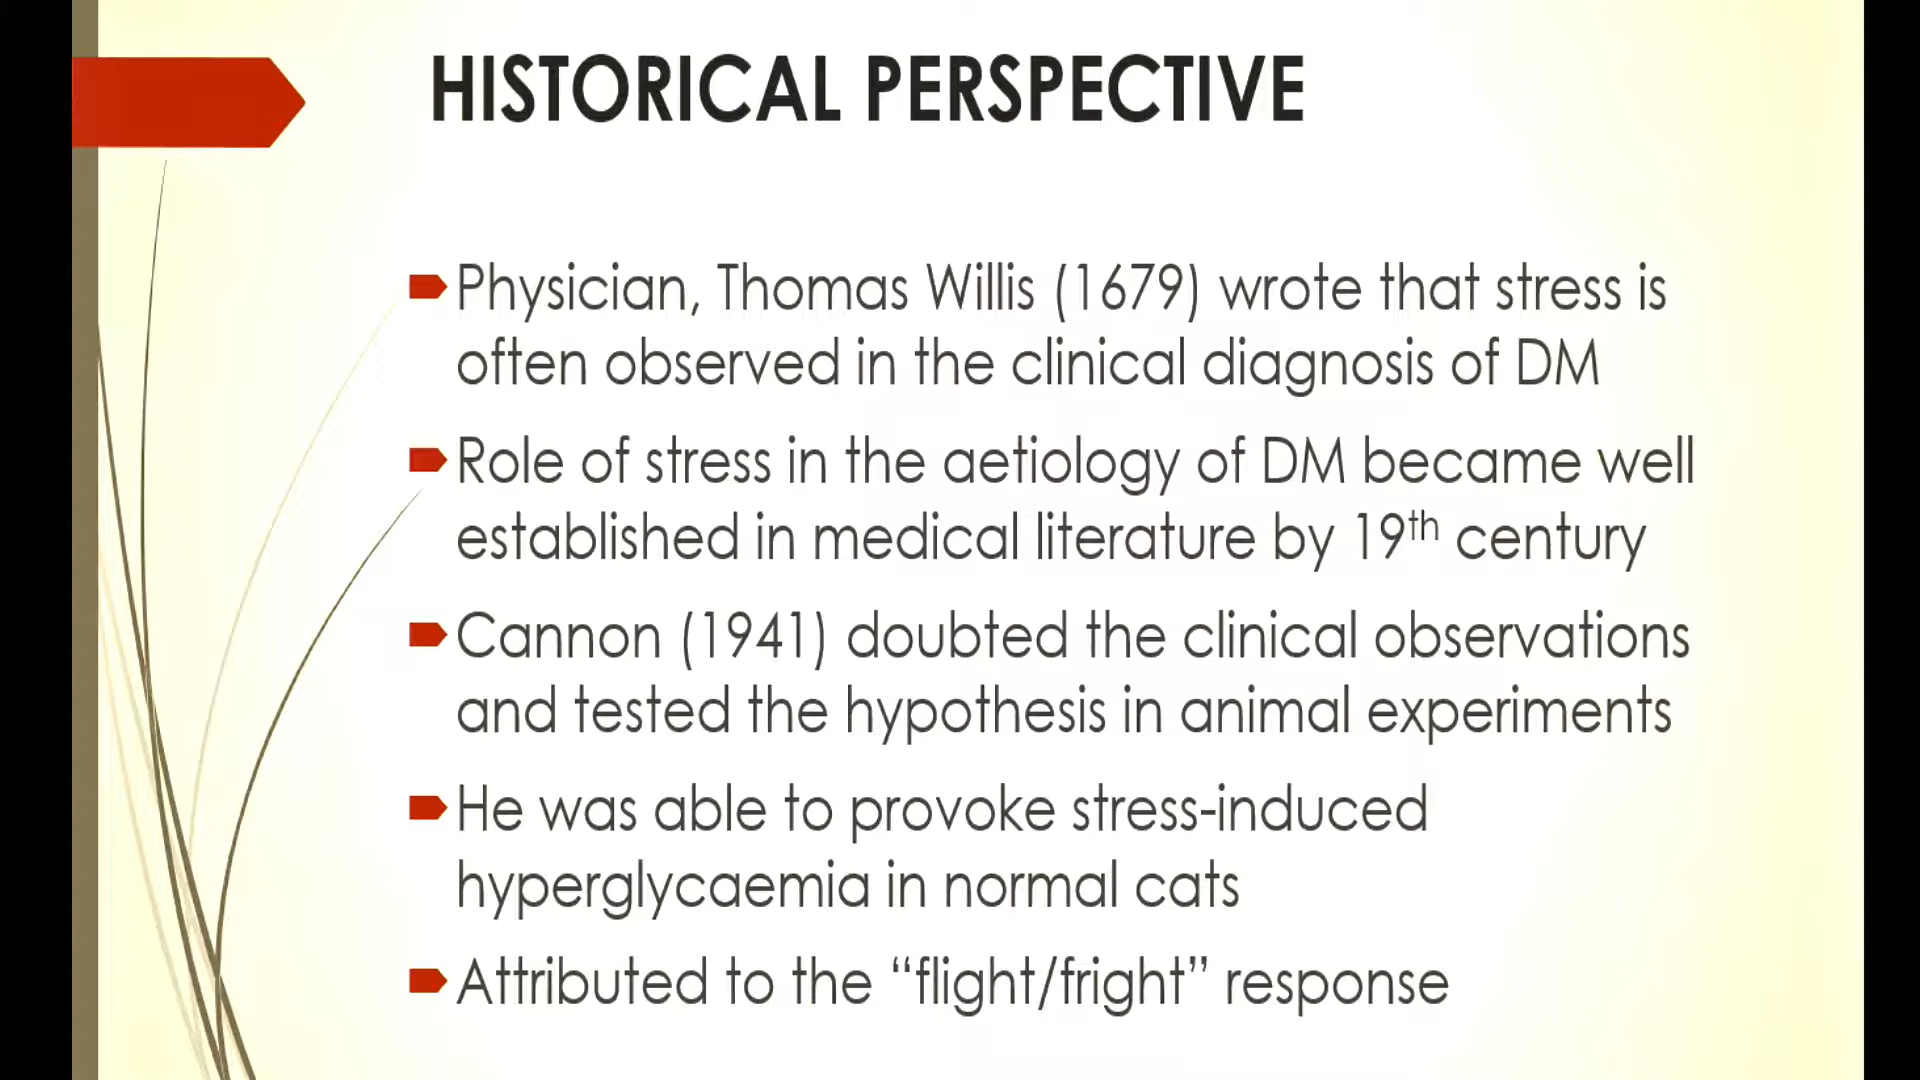 HISTORICAL PERSPECTIVE
Physician, Thomas Willis (1679) wrote that stress is
often observed in the clinical diagnosis of DM
Role of stress in the aetiology of DM became well
established in medical literature by 19th century
Cannon (1941) doubted the clinical observations
and tested the hypothesis in animal experiments
He was able to provoke stress-induced
hyperglycaemia in normal cats
Attributed to the “flight/fright” response